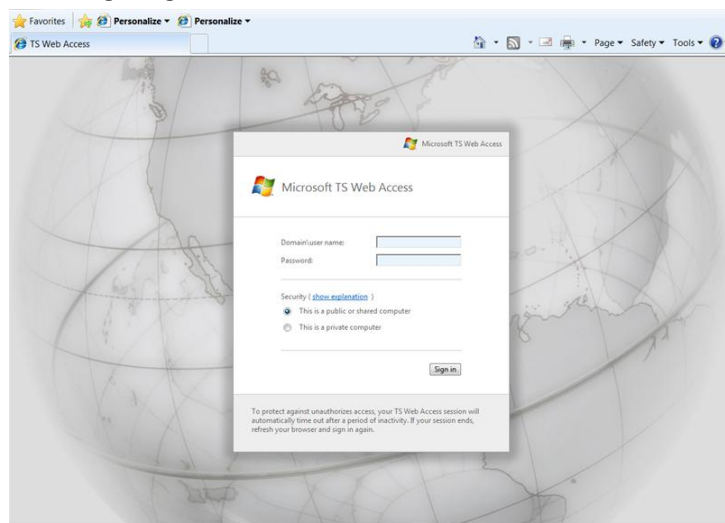 Favorites Personalize Personalize
TS Web Access Page Safety Tools
Microsoft TS Web Access
Microsoft TS Web Access
Domain\user name:
Password:
Security ( show explanation )
This is a public or shared computer
This is a private computer
Sign in
To protect against unauthorizes access, your TS Web Access session will
automatically time out after a period of inactivity. If your session ends,
refresh your browser and sign in again.